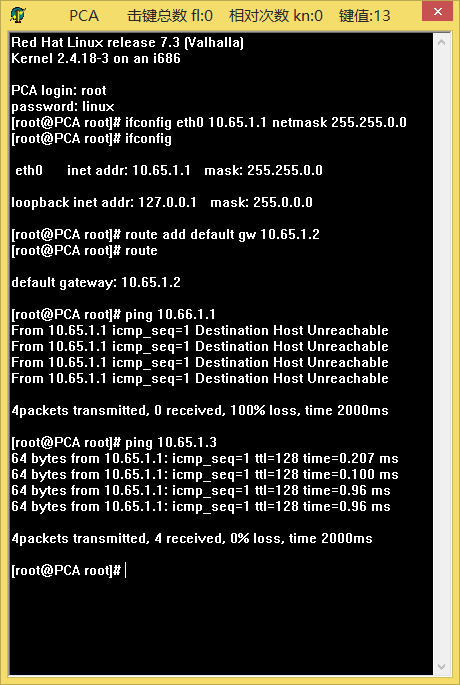 PCA 击键总数 fl:0 相对次数 kn:0 键值:13
Red Hat Linux release 7.3 (Valhalla)
Kernel 2.4.18-3 on an i686
PCA login: root
password: linux
[root@PCA root]# ifconfig eth0 10.65.1.1 netmask 255.255.0.0
[root@PCA root]# ifconfig
eth0 inet addr: 10.65.1.1 mask: 255.255.0.0
loopback inet addr: 127.0.0.1 mask: 255.0.0.0
[root@PCA root]# route add default gw 10.65.1.2
[root@PCA root]# route
default gateway: 10.65.1.2
[root@PCA root]# ping 10.66.1.1
From 10.65.1.1 icmp_seq=1 Destination Host Unreachable
From 10.65.1.1 icmp_seq=1 Destination Host Unreachable
From 10.65.1.1 icmp_seq=1 Destination Host Unreachable
From 10.65.1.1 icmp_seq=1 Destination Host Unreachable
4packets transmitted, 0 received, 100% loss, time 2000ms
[root@PCA root]# ping 10.65.1.3
64 bytes from 10.65.1.1: icmp_seq=1 ttl=128 time=0.207 ms
64 bytes from 10.65.1.1: icmp_seq=1 ttl=128 time=0.100 ms
64 bytes from 10.65.1.1: icmp_seq=1 ttl=128 time=0.96 ms
64 bytes from 10.65.1.1: icmp_seq=1 ttl=128 time=0.96 ms
4packets transmitted, 4 received, 0% loss, time 2000ms
[root@PCA root]#